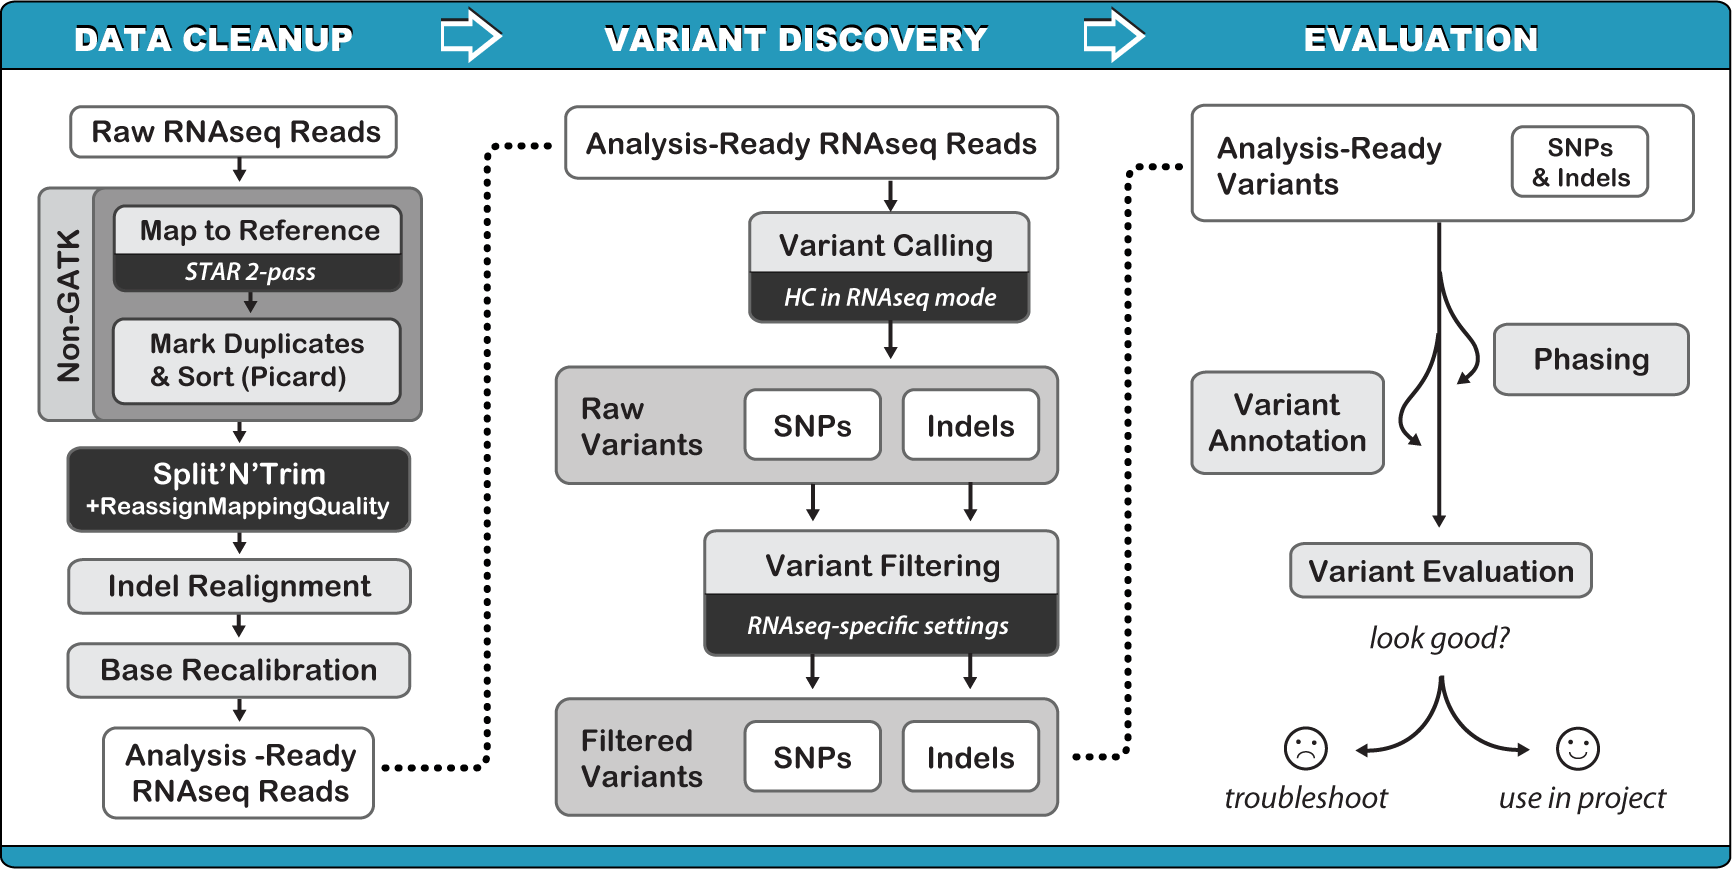 DATA CLEANUP
VARIANT DISCOVERY
EVALUATION
Raw RNAseq Reads
Non-GATK
Map to Reference
STAR 2-pass
Mark Duplicates
& Sort (Picard)
Split’N’Trim
+ReassignMappingQuality
Indel Realignment
Base Recalibration
Analysis -Ready
RNAseq Reads
Analysis-Ready RNAseq Reads
Variant Calling
HC in RNAseq mode
Raw
Variants
SNPs
Indels
Variant Filtering
RNAseq-specific settings
Filtered
Variants
SNPs
Indels
Analysis-Ready
Variants
SNPs
& Indels
Phasing
Variant
Annotation
Variant Evaluation
look good?
troubleshoot
use in project